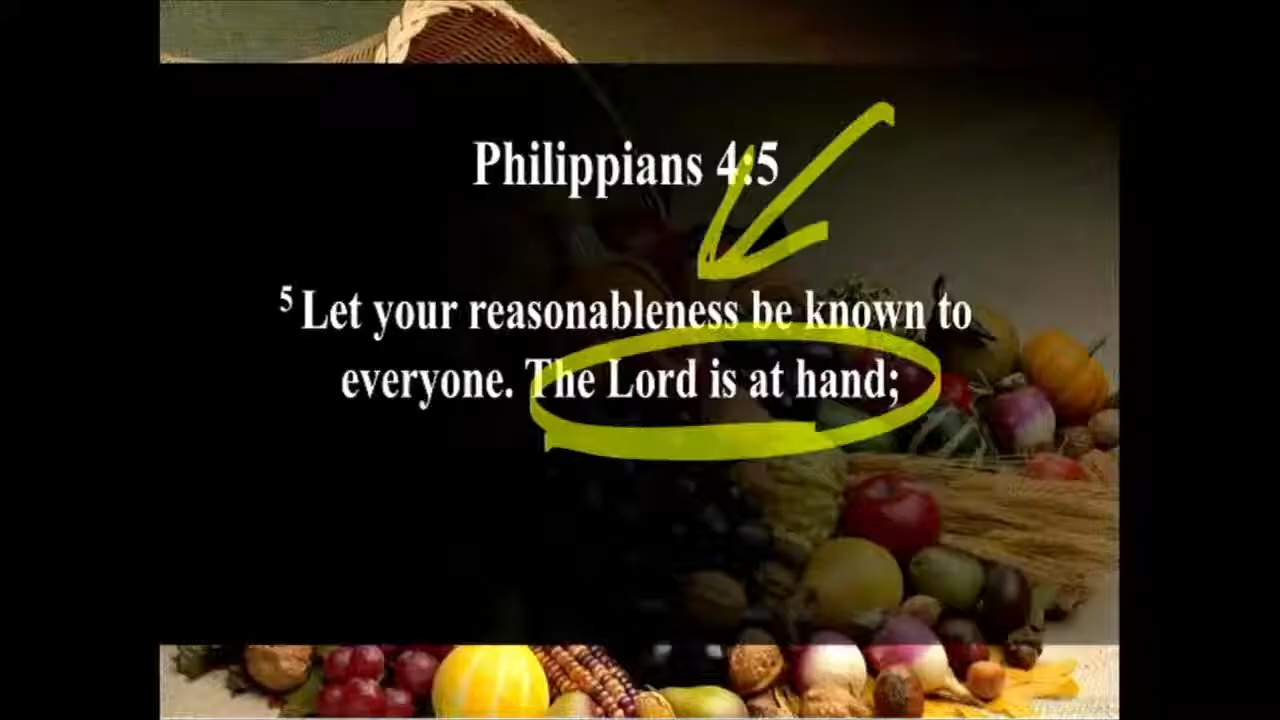 Philippians 4:5
5 Let your reasonableness be known to
everyone. The Lord is at hand;